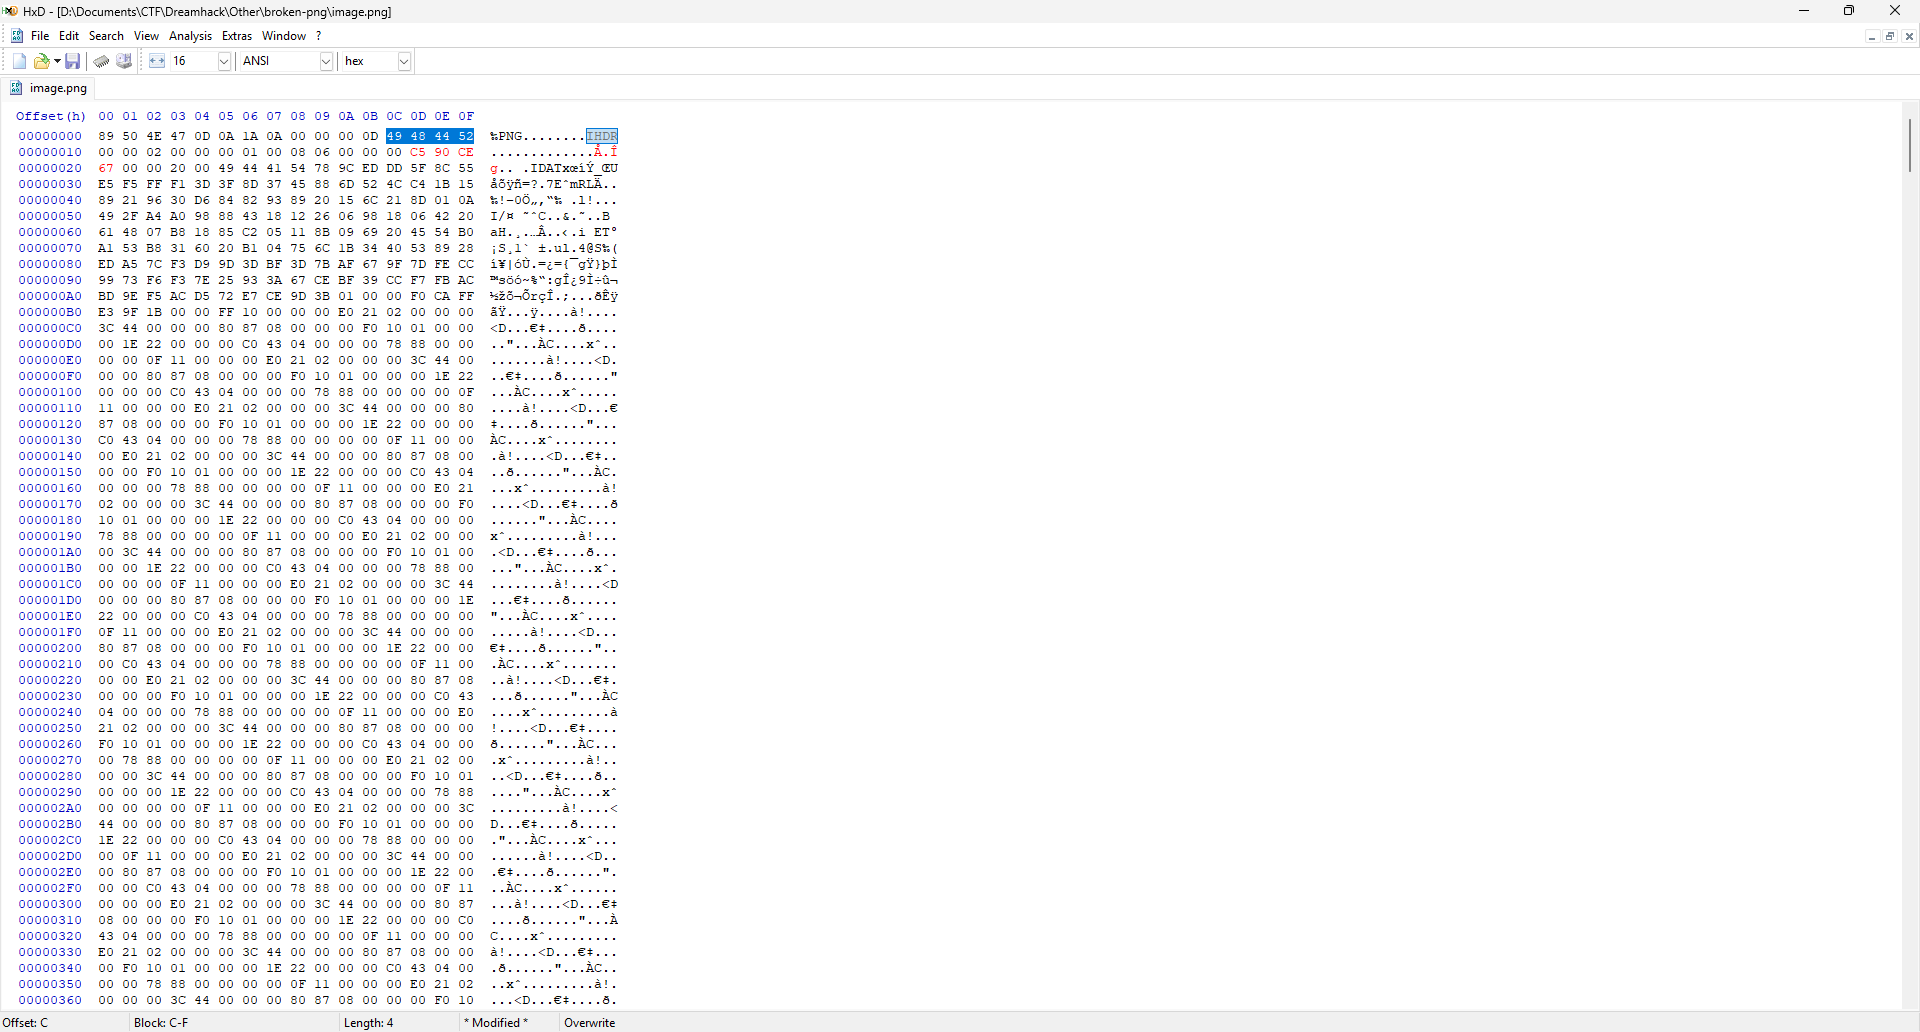 HxD - [D:\Documents\CTF\Dreamhack\Other\broken-png\image.png]
File Edit Search View Analysis Extras Window ?
16 ANSI hex
image.png
Offset(h) 00 01 02 03 04 05 06 07 08 09 0A 0B 0C 0D 0E 0F
00000000 89 50 4E 47 0D 0A 1A 0A 00 00 00 0D 49 48 44 52 ‰PNG........IHDR
00000010 00 00 02 00 00 00 01 00 08 06 00 00 00 C5 90 CE .............Å.Î
00000020 67 00 00 20 00 49 44 41 54 78 9C ED DD 5F 8C 55 g.. .IDATxœíÝ_ŒU
00000030 E5 F5 FF F1 3D 3F 8D 37 45 88 6D 52 4C C4 1B 15 åõÿñ=?.7EˆmRLÄ..
00000040 89 21 96 30 D6 84 82 93 89 20 15 6C 21 8D 01 0A ‰!–0Ö„‚“‰ .l!...
00000050 49 2F A4 A0 98 88 43 18 12 26 06 98 18 06 42 20 I/¤ ˜ˆC..&.˜..B
00000060 61 48 07 B8 18 85 C2 05 11 8B 09 69 20 45 54 B0 aH.¸.…Â..‹.i ET°
00000070 A1 53 B8 31 60 20 B1 04 75 6C 1B 34 40 53 89 28 ¡S¸1` ±.ul.4@S‰(
00000080 ED A5 7C F3 D9 9D 3D BF 3D 7B AF 67 9F 7D FE CC í¥|óÙ.=¿={¯gŸ}þÌ
00000090 99 73 F6 F3 7E 25 93 3A 67 CE BF 39 CC F7 FB AC ™söó~%“:gÎ¿9Ì÷û¬
000000A0 BD 9E F5 AC D5 72 E7 CE 9D 3B 01 00 00 F0 CA FF ½žõ¬ÕrçÎ.;...ðÊÿ
000000B0 E3 9F 1B 00 00 FF 10 00 00 00 E0 21 02 00 00 00 ãŸ...ÿ....à!....
000000C0 3C 44 00 00 00 80 87 08 00 00 00 F0 10 01 00 00 <D...€‡....ð....
000000D0 00 1E 22 00 00 00 C0 43 04 00 00 00 78 88 00 00 .."...ÀC....xˆ..
000000E0 00 00 0F 11 00 00 00 E0 21 02 00 00 00 3C 44 00 .......à!....<D.
000000F0 00 00 80 87 08 00 00 00 F0 10 01 00 00 00 1E 22 ..€‡....ð......"
00000100 00 00 00 C0 43 04 00 00 00 78 88 00 00 00 00 0F ...ÀC....xˆ.....
00000110 11 00 00 00 E0 21 02 00 00 00 3C 44 00 00 00 80 ....à!....<D...€
00000120 87 08 00 00 00 F0 10 01 00 00 00 1E 22 00 00 00 ‡....ð......"...
00000130 C0 43 04 00 00 00 78 88 00 00 00 00 0F 11 00 00 ÀC....xˆ........
00000140 00 E0 21 02 00 00 00 3C 44 00 00 00 80 87 08 00 .à!....<D...€‡..
00000150 00 00 F0 10 01 00 00 00 1E 22 00 00 00 C0 43 04 ..ð......"...ÀC.
00000160 00 00 00 78 88 00 00 00 00 0F 11 00 00 00 E0 21 ...xˆ.........à!
00000170 02 00 00 00 3C 44 00 00 00 80 87 08 00 00 00 F0 ....<D...€‡....ð
00000180 10 01 00 00 00 1E 22 00 00 00 C0 43 04 00 00 00 ......"...ÀC....
00000190 78 88 00 00 00 00 0F 11 00 00 00 E0 21 02 00 00 xˆ.........à!...
000001A0 00 3C 44 00 00 00 80 87 08 00 00 00 F0 10 01 00 .<D...€‡....ð...
000001B0 00 00 1E 22 00 00 00 C0 43 04 00 00 00 78 88 00 ..."...ÀC....xˆ.
000001C0 00 00 00 0F 11 00 00 00 E0 21 02 00 00 00 3C 44 ........à!....<D
000001D0 00 00 00 80 87 08 00 00 00 F0 10 01 00 00 00 1E ...€‡....ð......
000001E0 22 00 00 00 C0 43 04 00 00 00 78 88 00 00 00 00 "...ÀC....xˆ....
000001F0 0F 11 00 00 00 E0 21 02 00 00 00 3C 44 00 00 00 .....à!....<D...
00000200 80 87 08 00 00 00 F0 10 01 00 00 00 1E 22 00 00 €‡....ð......"..
00000210 00 C0 43 04 00 00 00 78 88 00 00 00 00 0F 11 00 .ÀC....xˆ.......
00000220 00 00 E0 21 02 00 00 00 3C 44 00 00 00 80 87 08 ..à!....<D...€‡.
00000230 00 00 00 F0 10 01 00 00 00 1E 22 00 00 00 C0 43 ...ð......"...ÀC
00000240 04 00 00 00 78 88 00 00 00 00 0F 11 00 00 00 E0 ....xˆ.........à
00000250 21 02 00 00 00 3C 44 00 00 00 80 87 08 00 00 00 !....<D...€‡....
00000260 F0 10 01 00 00 00 1E 22 00 00 00 C0 43 04 00 00 ð......"...ÀC...
00000270 00 78 88 00 00 00 00 0F 11 00 00 00 E0 21 02 00 .xˆ.........à!..
00000280 00 00 3C 44 00 00 00 80 87 08 00 00 00 F0 10 01 ..<D...€‡....ð..
00000290 00 00 00 1E 22 00 00 00 C0 43 04 00 00 00 78 88 ...."...ÀC....xˆ
000002A0 00 00 00 00 0F 11 00 00 00 E0 21 02 00 00 00 3C .........à!....<
000002B0 44 00 00 00 80 87 08 00 00 00 F0 10 01 00 00 00 D...€‡....ð.....
000002C0 1E 22 00 00 00 C0 43 04 00 00 00 78 88 00 00 00 ."...ÀC....xˆ...
000002D0 00 0F 11 00 00 00 E0 21 02 00 00 00 3C 44 00 00 ......à!....<D..
000002E0 00 80 87 08 00 00 00 F0 10 01 00 00 00 1E 22 00 .€‡....ð......".
000002F0 00 00 C0 43 04 00 00 00 78 88 00 00 00 00 0F 11 ..ÀC....xˆ......
00000300 00 00 00 E0 21 02 00 00 00 3C 44 00 00 00 80 87 ...à!....<D...€‡
00000310 08 00 00 00 F0 10 01 00 00 00 1E 22 00 00 00 C0 ....ð......"...À
00000320 43 04 00 00 00 78 88 00 00 00 00 0F 11 00 00 00 C....xˆ.........
00000330 E0 21 02 00 00 00 3C 44 00 00 00 80 87 08 00 00 à!....<D...€‡...
00000340 00 F0 10 01 00 00 00 1E 22 00 00 00 C0 43 04 00 .ð......"...ÀC..
00000350 00 00 78 88 00 00 00 00 0F 11 00 00 00 E0 21 02 ..xˆ.........à!.
00000360 00 00 00 3C 44 00 00 00 80 87 08 00 00 00 F0 10 ...<D...€‡....ð.
Offset: C Block: C-F Length: 4 * Modified * Overwrite